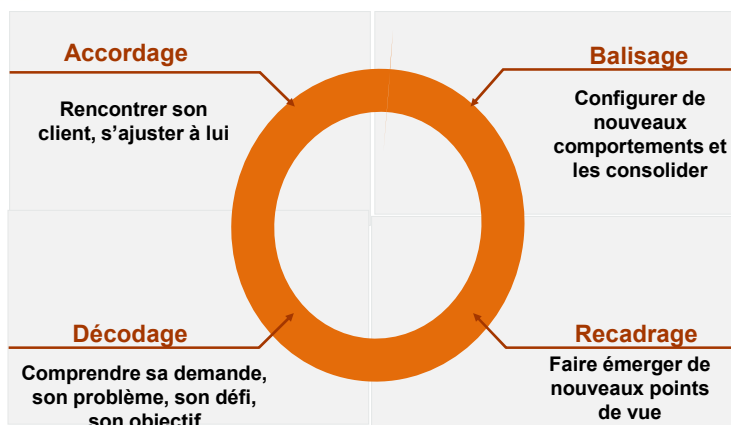 Accordage
Rencontrer son
client, s'ajuster à lui
Balisage
Configurer de
nouveaux
comportements et
les consolider
Décodage
Comprendre sa demande,
son problème, son défi,
son objectif
Recadrage
Faire émerger de
nouveaux points
de vue